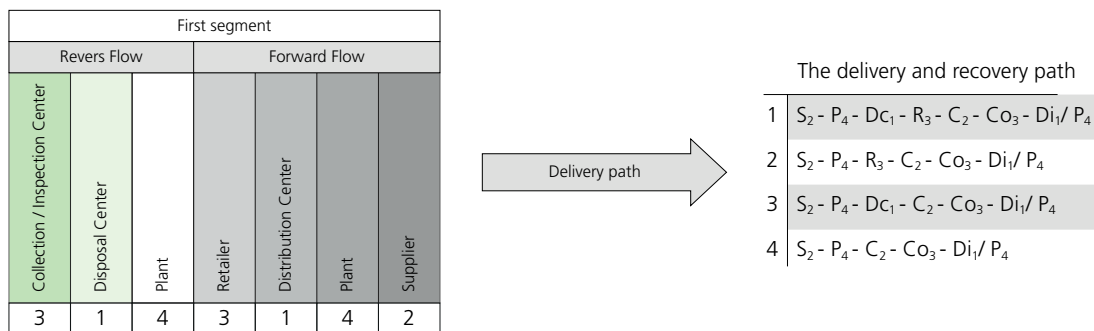 First segment
Revers Flow Forward Flow
Collection / Inspection Center
Disposal Center
Plant
Retailer
Distribution Center
Plant
Supplier
3 1 4 3 1 4 2
Delivery path
The delivery and recovery path
1 S₂ - P₄ - Dc₁ - R₃ - C₂ - Co₃ - Di₁/ P₄
2 S₂ - P₄ - R₃ - C₂ - Co₃ - Di₁/ P₄
3 S₂ - P₄ - Dc₁ - C₂ - Co₃ - Di₁/ P₄
4 S₂ - P₄ - C₂ - Co₃ - Di₁/ P₄